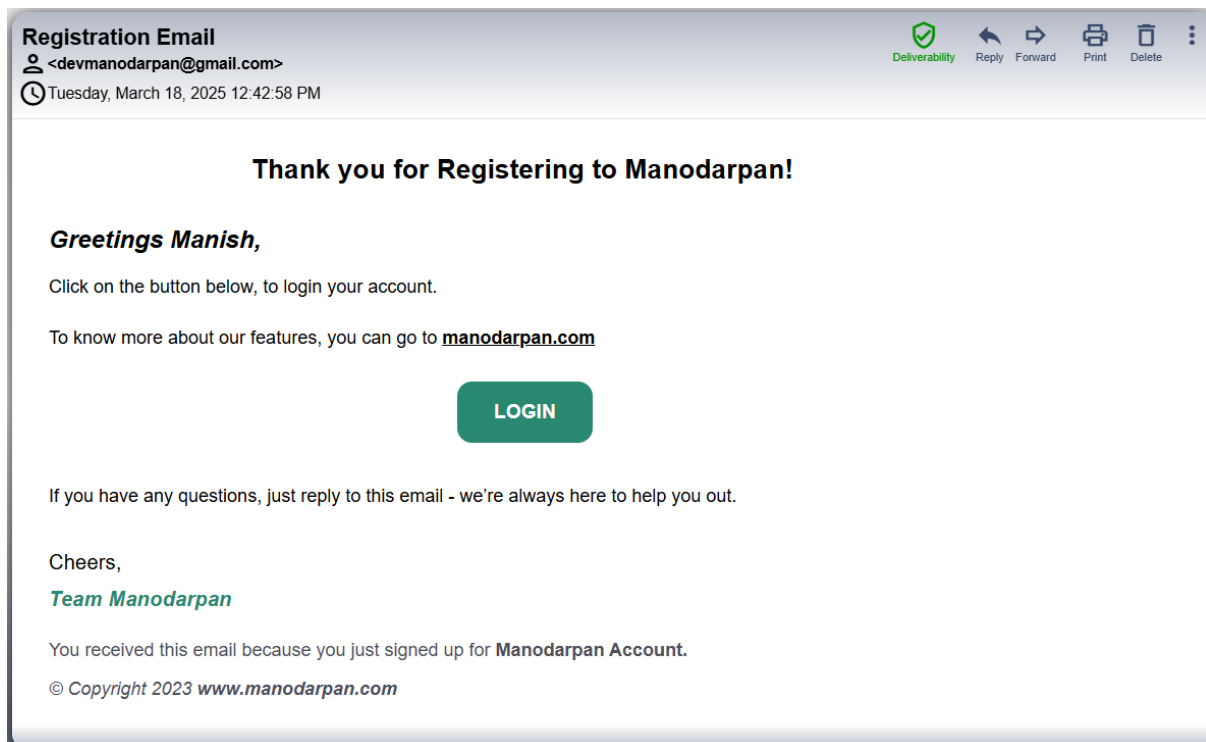 Registration Email
<devmanodarpan@gmail.com>
Tuesday, March 18, 2025 12:42:58 PM
Deliverability Reply Forward Print Delete
Thank you for Registering to Manodarpan!
Greetings Manish,
Click on the button below, to login your account.
To know more about our features, you can go to manodarpan.com
LOGIN
If you have any questions, just reply to this email - we’re always here to help you out.
Cheers,
Team Manodarpan
You received this email because you just signed up for Manodarpan Account.
© Copyright 2023 www.manodarpan.com